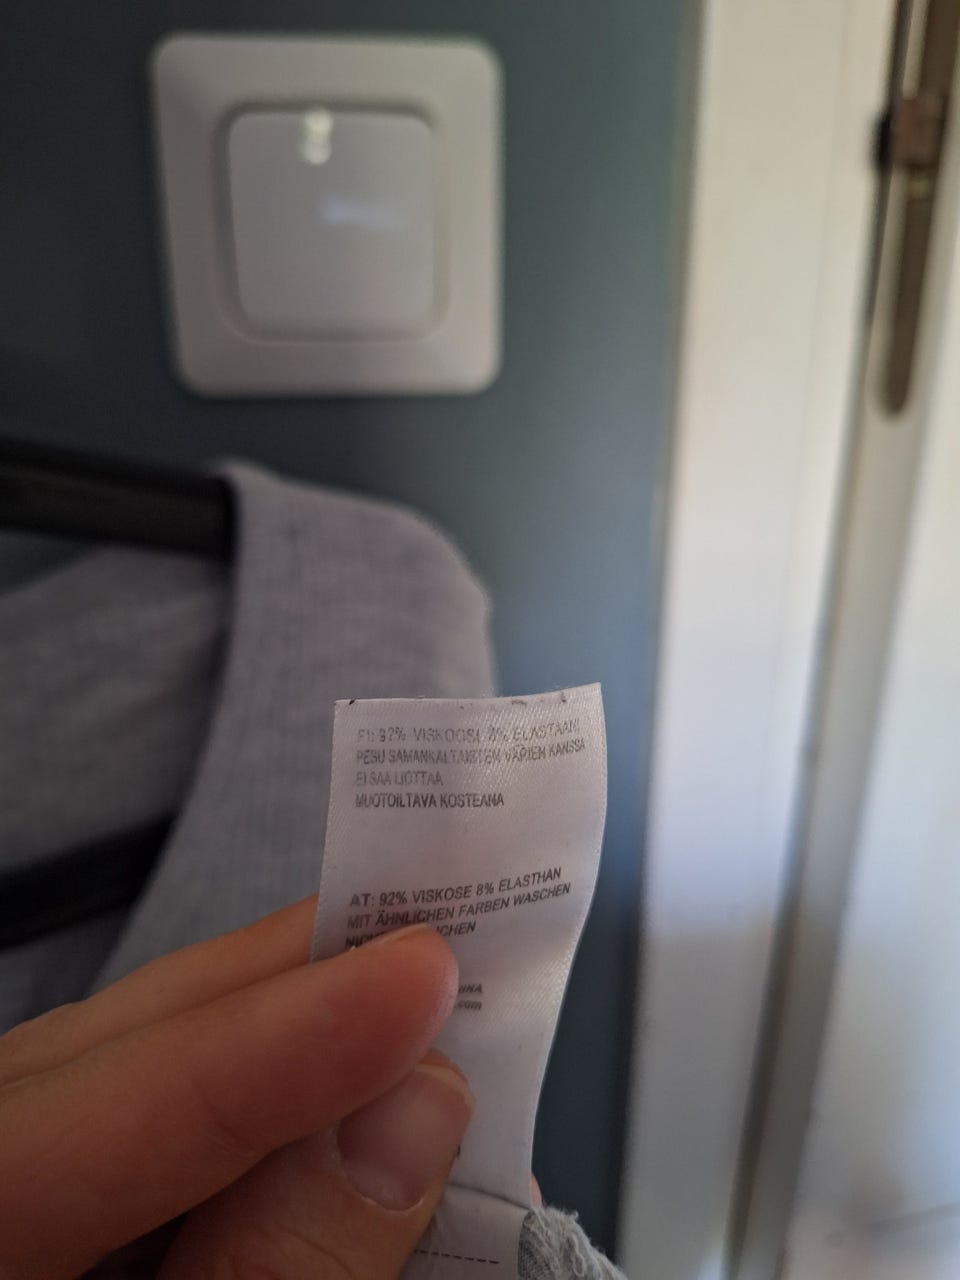 FI: 92% VISKOOSI, 8% ELASTAANI
PESU SAMANKALTAISTEN VÄRIEN KANSSA
EI SAA LIOTTAA
MUOTOILTAVA KOSTEANA
AT: 92% VISKOSE 8% ELASTHAN
MIT ÄHNLICHEN FARBEN WASCHEN
.com